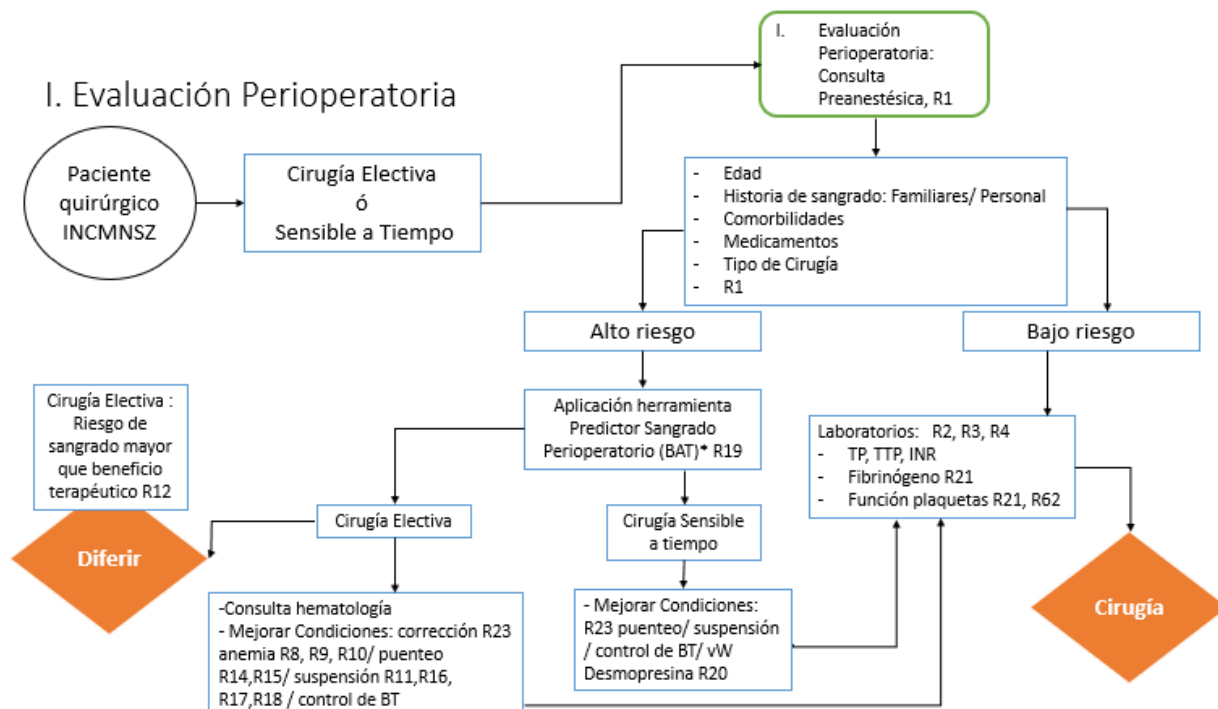 I. Evaluación Perioperatoria
I. Evaluación
Perioperatoria:
Consulta
Preanestésica, R1
Paciente
quirúrgico
INCMNSZ
Cirugía Electiva
ó
Sensible a Tiempo
- Edad
- Historia de sangrado: Familiares/ Personal
- Comorbilidades
- Medicamentos
- Tipo de Cirugía
- R1
Alto riesgo
Bajo riesgo
Cirugía Electiva :
Riesgo de
sangrado mayor
que beneficio
terapéutico R12
Aplicación herramienta
Predictor Sangrado
Perioperatorio (BAT)* R19
Laboratorios: R2, R3, R4
- TP, TTP, INR
- Fibrinógeno R21
- Función plaquetas R21, R62
Cirugía Electiva
Cirugía Sensible
a tiempo
Diferir
-Consulta hematología
- Mejorar Condiciones: corrección R23
anemia R8, R9, R10/ puenteo
R14,R15/ suspensión R11,R16,
R17,R18 / control de BT
- Mejorar Condiciones:
R23 puenteo/ suspensión
/ control de BT/ vW
Desmopresina R20
Cirugía